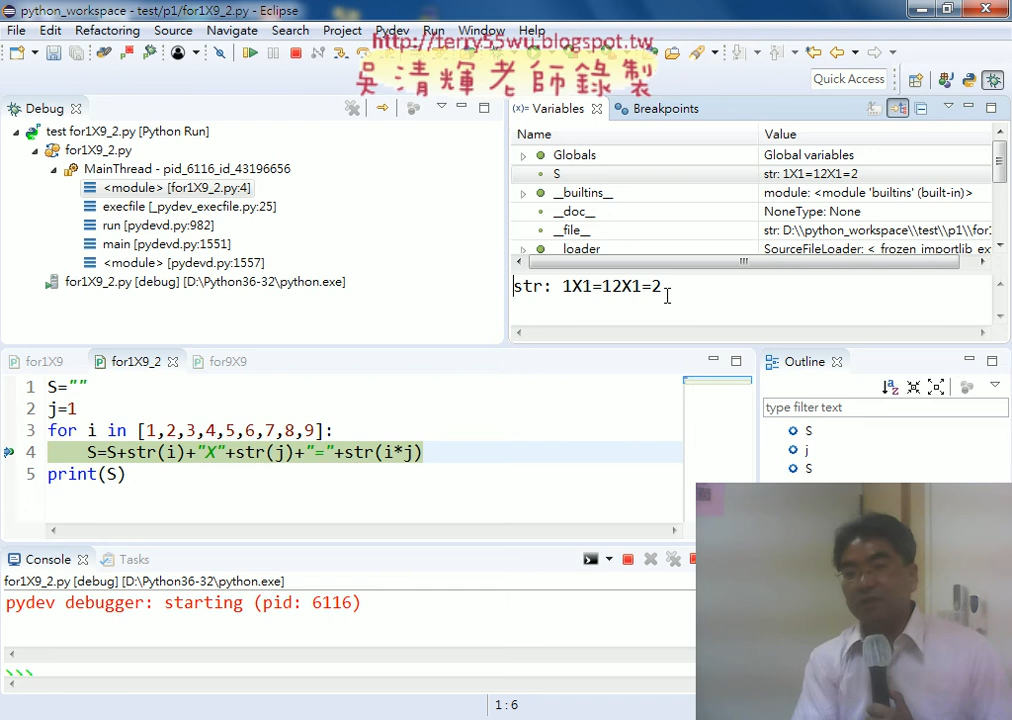 python_workspace - test/p1/for1X9_2.py - Eclipse
File Edit Refactoring Source Navigate Search Project Pydev Run Window Help
http://terry55wu.blogspot.tw
吳清輝老師錄製
Quick Access
Debug
test for1X9_2.py [Python Run]
for1X9_2.py
MainThread - pid_6116_id_43196656
<module> [for1X9_2.py:4]
execfile [_pydev_execfile.py:25]
run [pydevd.py:982]
main [pydevd.py:1551]
<module> [pydevd.py:1557]
for1X9_2.py [debug] [D:\Python36-32\python.exe]
(x)= Variables Breakpoints
Name Value
Globals Global variables
S str: 1X1=12X1=2
__builtins__ module: <module 'builtins' (built-in)>
__doc__ NoneType: None
__file__ str: D:\\python_workspace\\test\\p1\\for1
loader SourceFileLoader: <_frozen_importlib_ext
str: 1X1=12X1=2
for1X9 for1X9_2 for9X9
1 S=""
2 j=1
3 for i in [1,2,3,4,5,6,7,8,9]:
4 S=S+str(i)+"X"+str(j)+"="+str(i*j)
5 print(S)
Outline
type filter text
S
j
S
Console Tasks
for1X9_2.py [debug] [D:\Python36-32\python.exe]
pydev debugger: starting (pid: 6116)
>>>
1:6